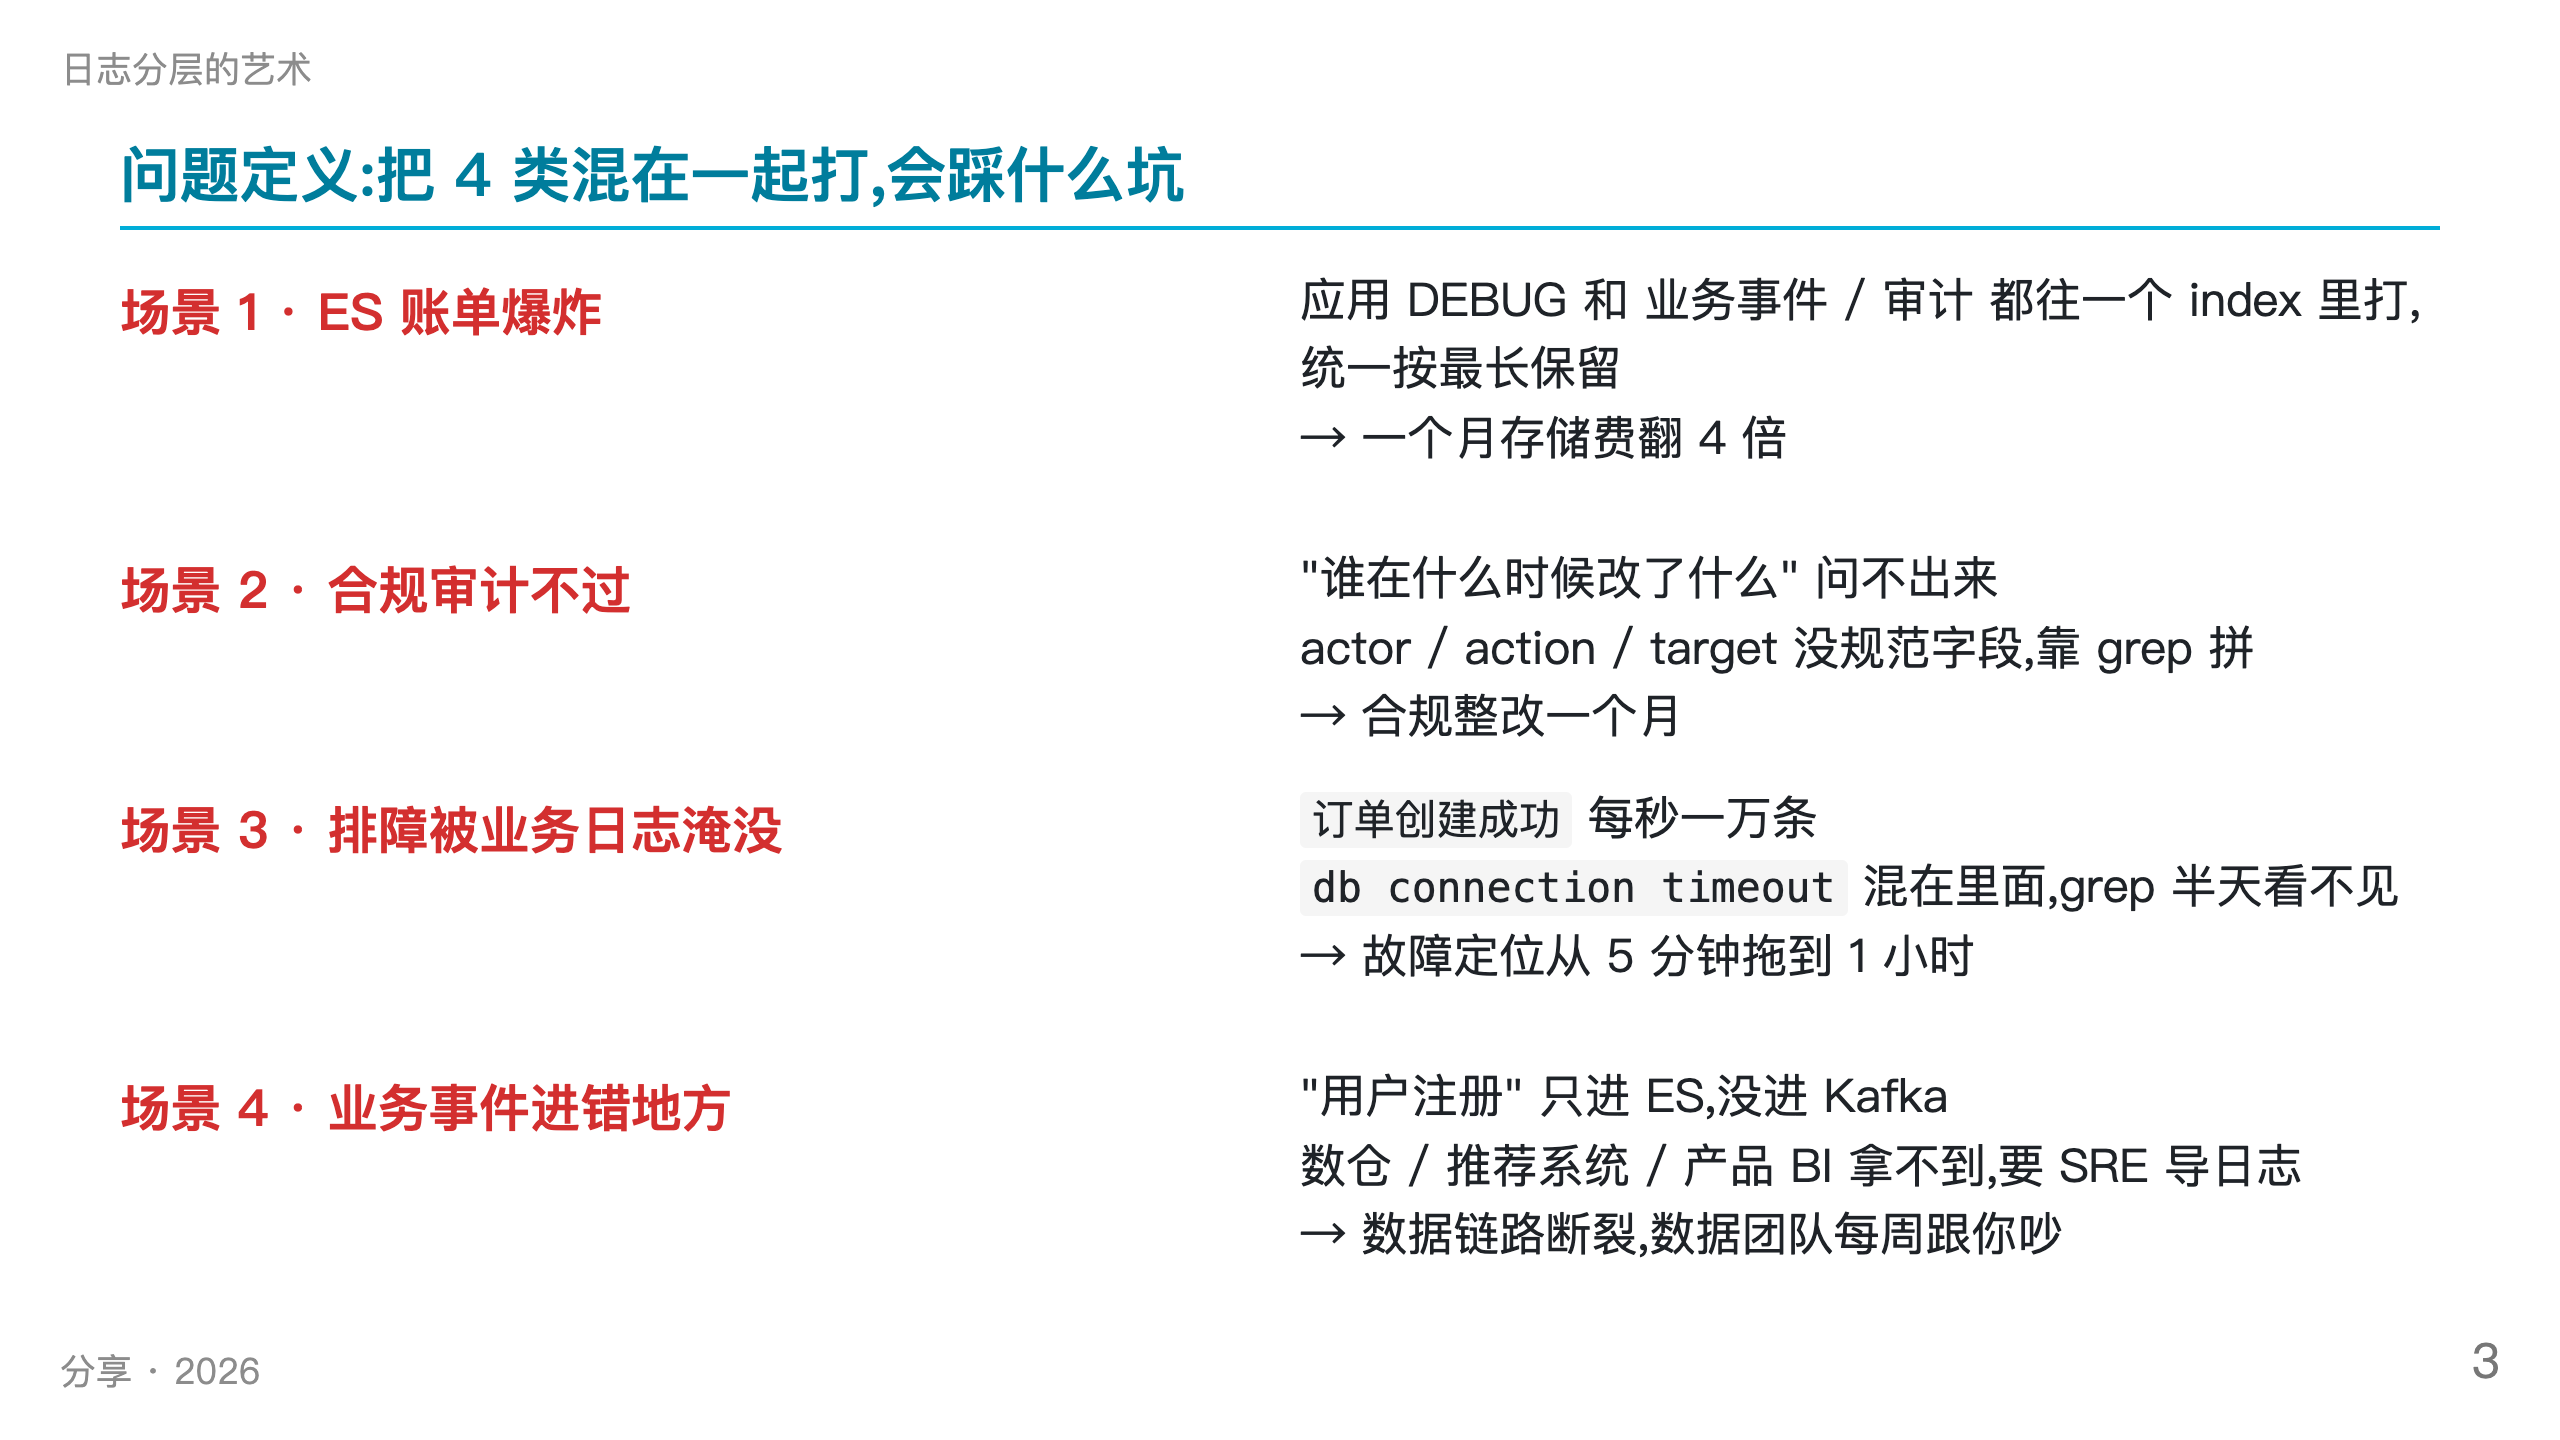 日志分层的艺术
问题定义:把 4 类混在一起打,会踩什么坑
场景 1 · ES 账单爆炸
应用 DEBUG 和 业务事件 / 审计 都往一个 index 里打,
统一按最长保留
→ 一个月存储费翻 4 倍
场景 2 · 合规审计不过
"谁在什么时候改了什么" 问不出来
actor / action / target 没规范字段,靠 grep 拼
→ 合规整改一个月
场景 3 · 排障被业务日志淹没
订单创建成功 每秒一万条
db connection timeout 混在里面,grep 半天看不见
→ 故障定位从 5 分钟拖到 1 小时
场景 4 · 业务事件进错地方
"用户注册" 只进 ES,没进 Kafka
数仓 / 推荐系统 / 产品 BI 拿不到,要 SRE 导日志
→ 数据链路断裂,数据团队每周跟你吵
分享 · 2026
3